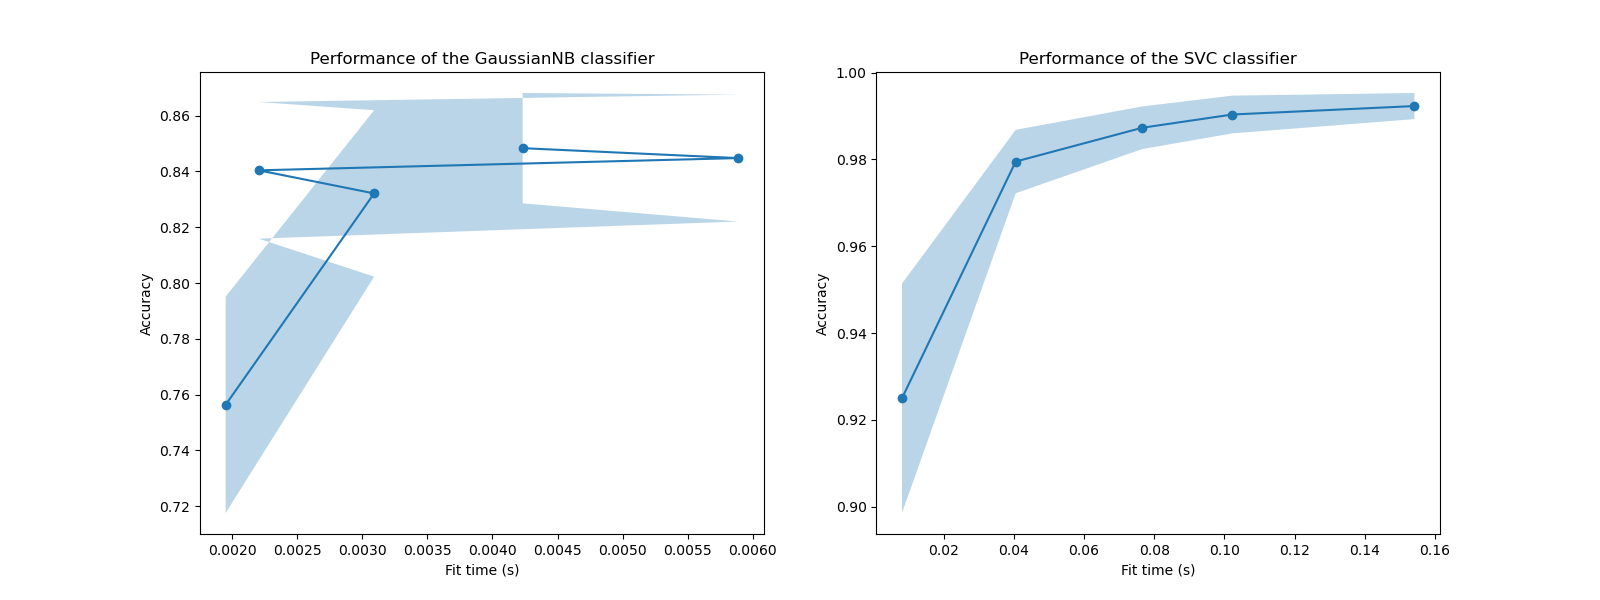 Performance of the GaussianNB classifier
Accuracy
0.86
0.84
0.82
0.80
0.78
0.76
0.74
0.72
0.0020 0.0025 0.0030 0.0035 0.0040 0.0045 0.0050 0.0055 0.0060
Fit time (s)
Performance of the SVC classifier
Accuracy
1.00
0.98
0.96
0.94
0.92
0.90
0.02 0.04 0.06 0.08 0.10 0.12 0.14 0.16
Fit time (s)